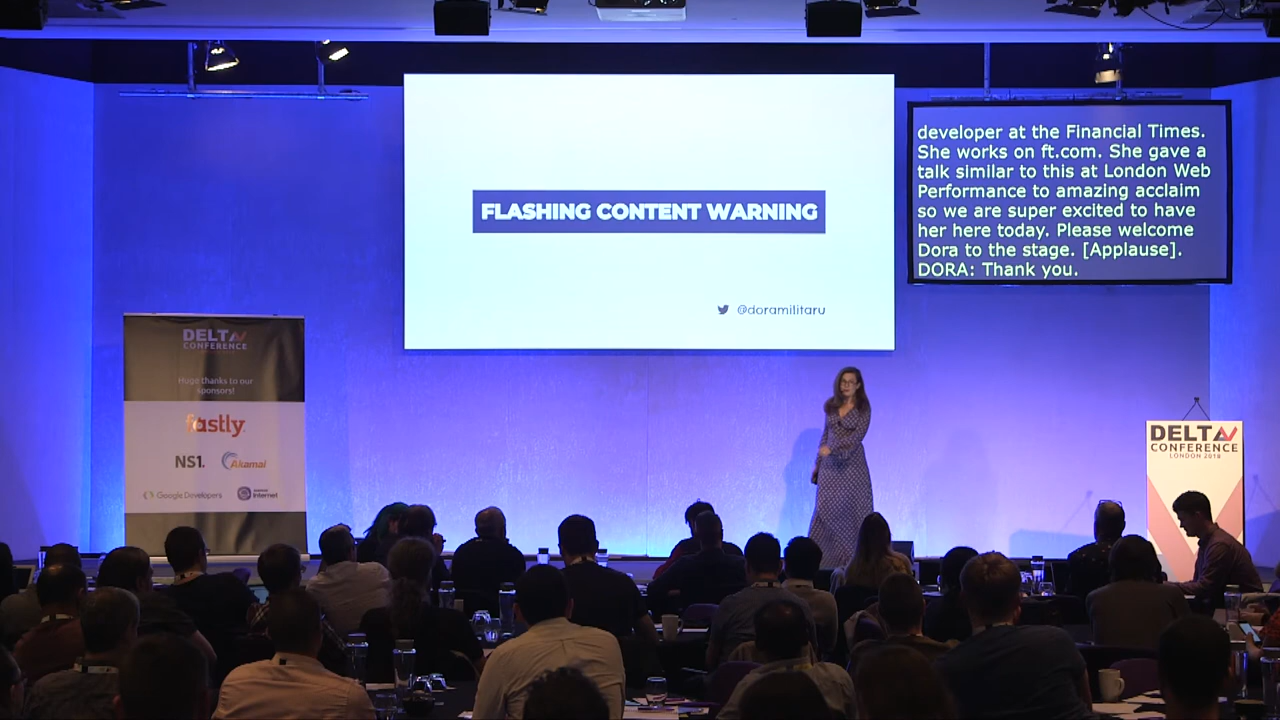 FLASHING CONTENT WARNING
@doramilitaru
developer at the Financial Times.
She works on ft.com. She gave a
talk similar to this at London Web
Performance to amazing acclaim
so we are super excited to have
her here today. Please welcome
Dora to the stage. [Applause].
DORA: Thank you.
DELTA
CONFERENCE
Huge thanks to our
sponsors!
fastly
NS1.
Akamai
Google Developers
Internet
DELTA
CONFERENCE
LONDON 2018